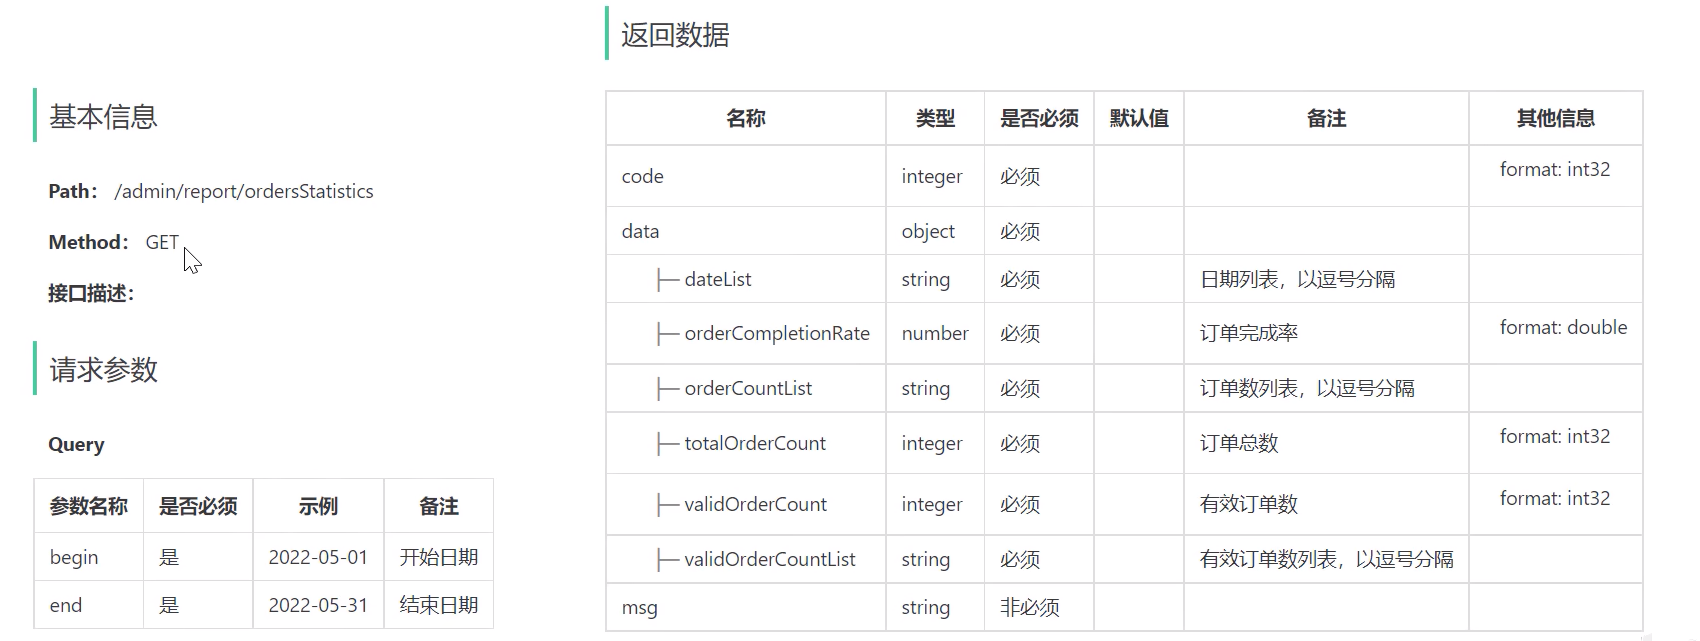 基本信息
Path： /admin/report/ordersStatistics
Method： GET
接口描述：
请求参数
Query
参数名称 是否必须 示例 备注
begin 是 2022-05-01 开始日期
end 是 2022-05-31 结束日期
返回数据
名称 类型 是否必须 默认值 备注 其他信息
code integer 必须 format: int32
data object 必须
├─ dateList string 必须 日期列表，以逗号分隔
├─ orderCompletionRate number 必须 订单完成率 format: double
├─ orderCountList string 必须 订单数列表，以逗号分隔
├─ totalOrderCount integer 必须 订单总数 format: int32
├─ validOrderCount integer 必须 有效订单数 format: int32
├─ validOrderCountList string 必须 有效订单数列表，以逗号分隔
msg string 非必须